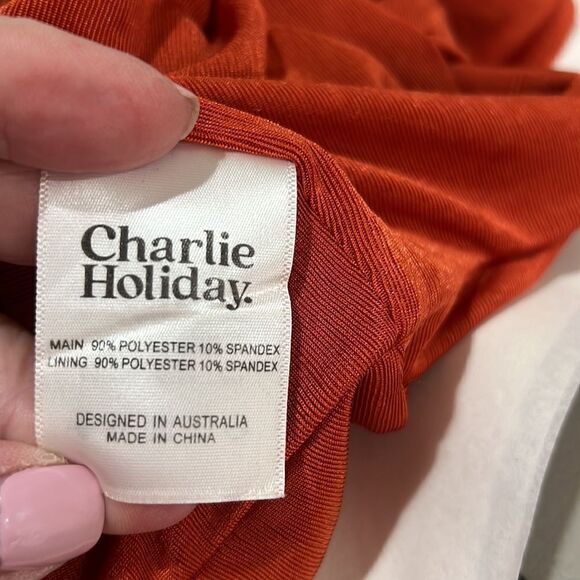 Charlie
Holiday.
MAIN 90% POLYESTER 10% SPANDEX
LINING 90% POLYESTER 10% SPANDEX
DESIGNED IN AUSTRALIA
MADE IN CHINA